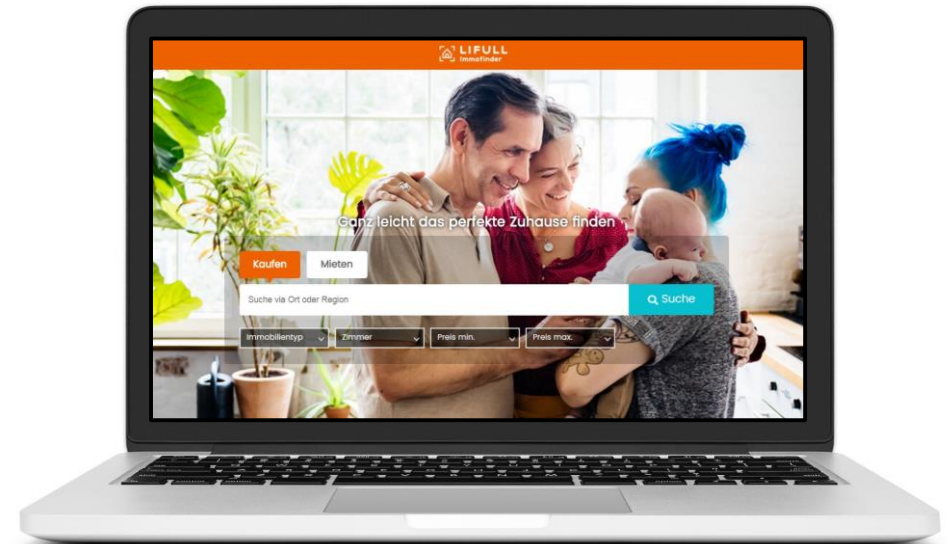 LIFULL
Immofinder
Ganz leicht das perfekte Zuhause finden
Kaufen
Mieten
Suche via Ort oder Region
Suche
Immobilientyp
Zimmer
Preis min.
Preis max.